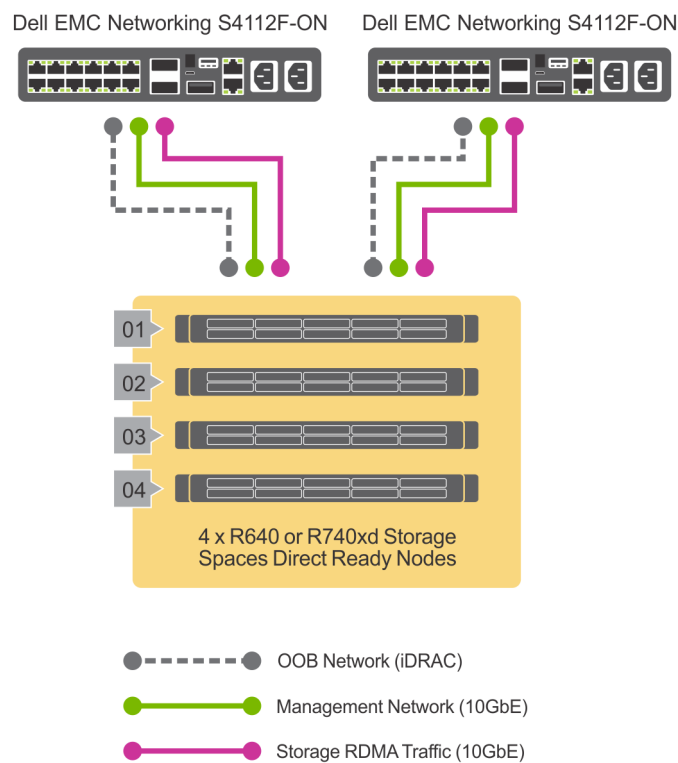 Dell EMC Networking S4112F-ON
Dell EMC Networking S4112F-ON
01
02
03
04
4 x R640 or R740xd Storage
Spaces Direct Ready Nodes
OOB Network (iDRAC)
Management Network (10GbE)
Storage RDMA Traffic (10GbE)